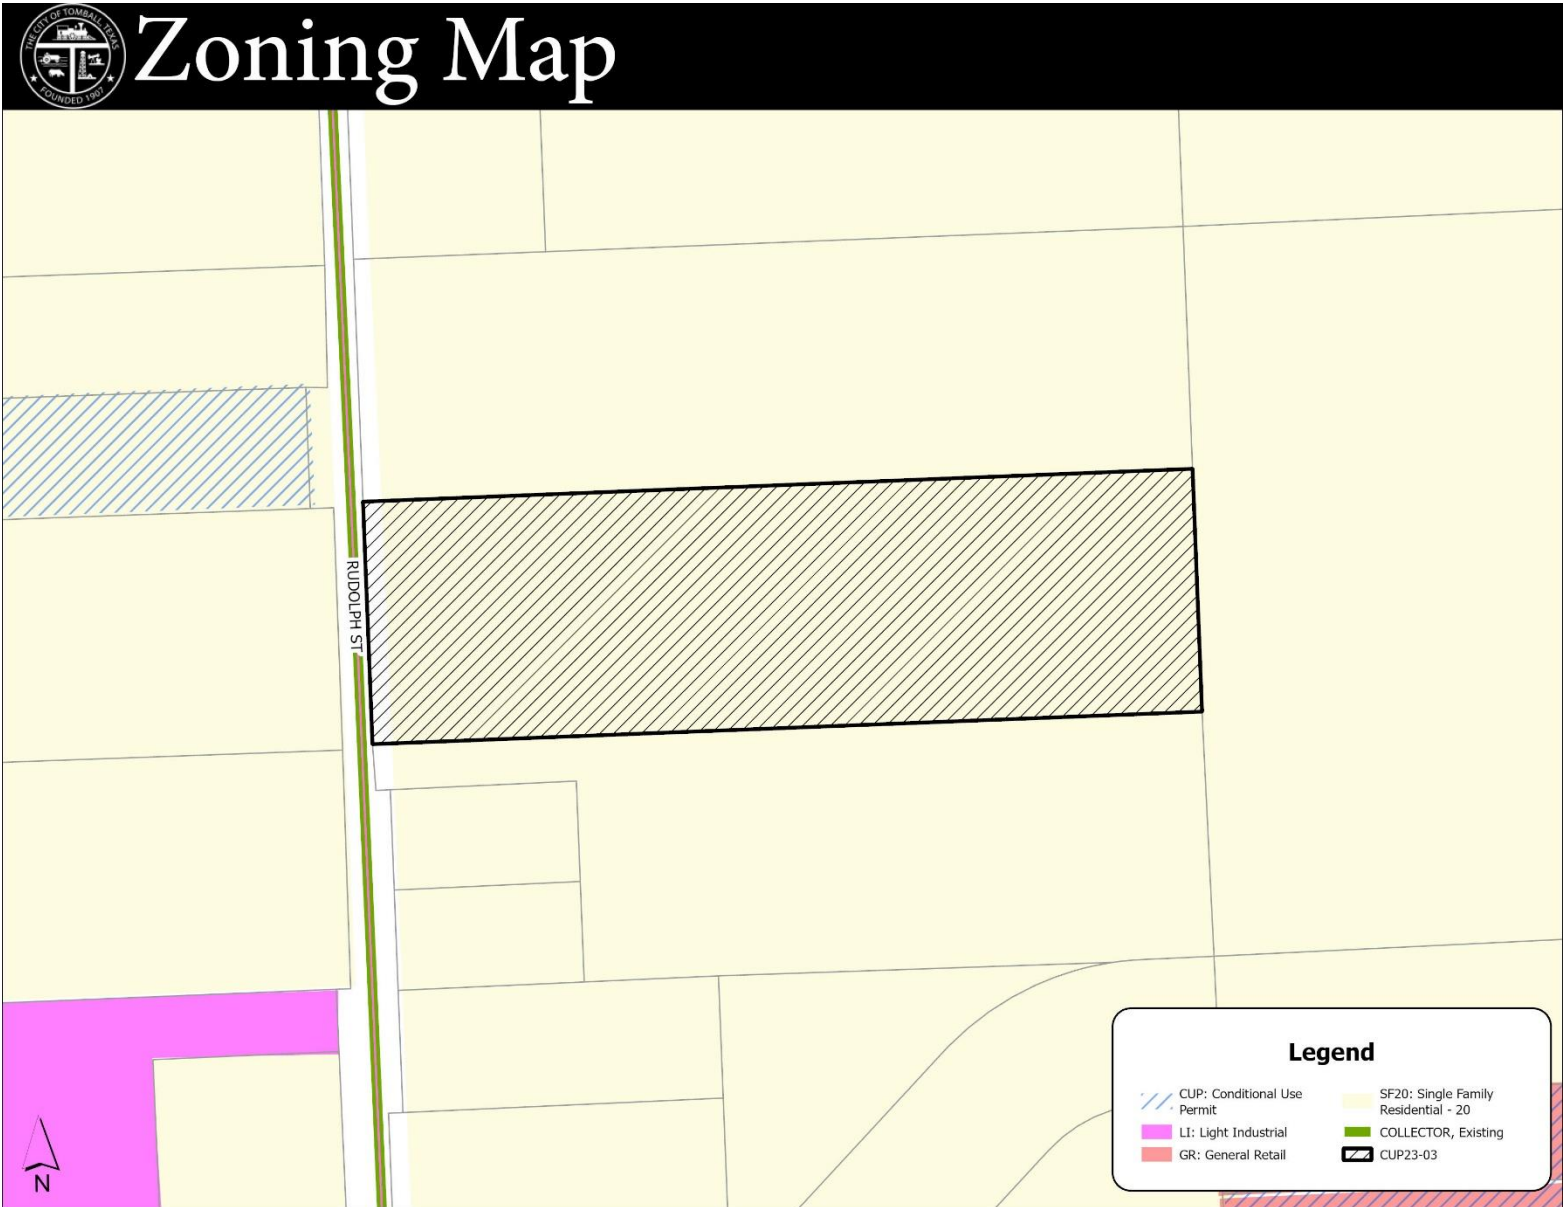 THE CITY OF TOMBALL, TEXAS
FOUNDED 1907
Zoning Map
RUDOLPH ST
N
Legend
CUP: Conditional Use
Permit
LI: Light Industrial
GR: General Retail
SF20: Single Family
Residential - 20
COLLECTOR, Existing
CUP23-03